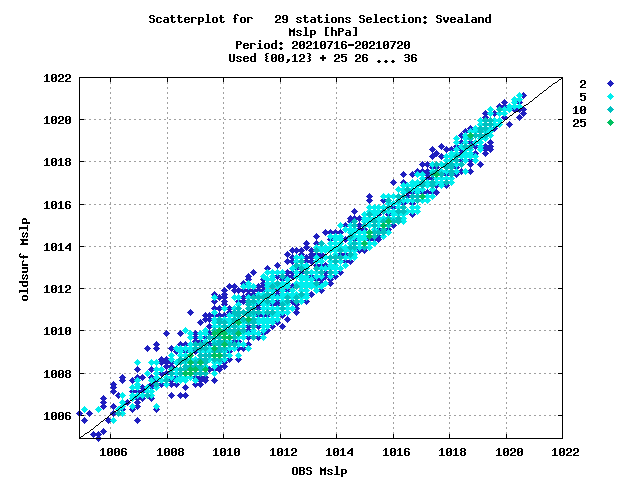 Scatterplot for   29 stations Selection: Svealand
Mslp [hPa]
Period: 20210716-20210720
Used {00,12} + 25 26 ... 36
2
5
10
25
oldsurf Mslp
1022
1020
1018
1016
1014
1012
1010
1008
1006
1006 1008 1010 1012 1014 1016 1018 1020 1022
OBS Mslp